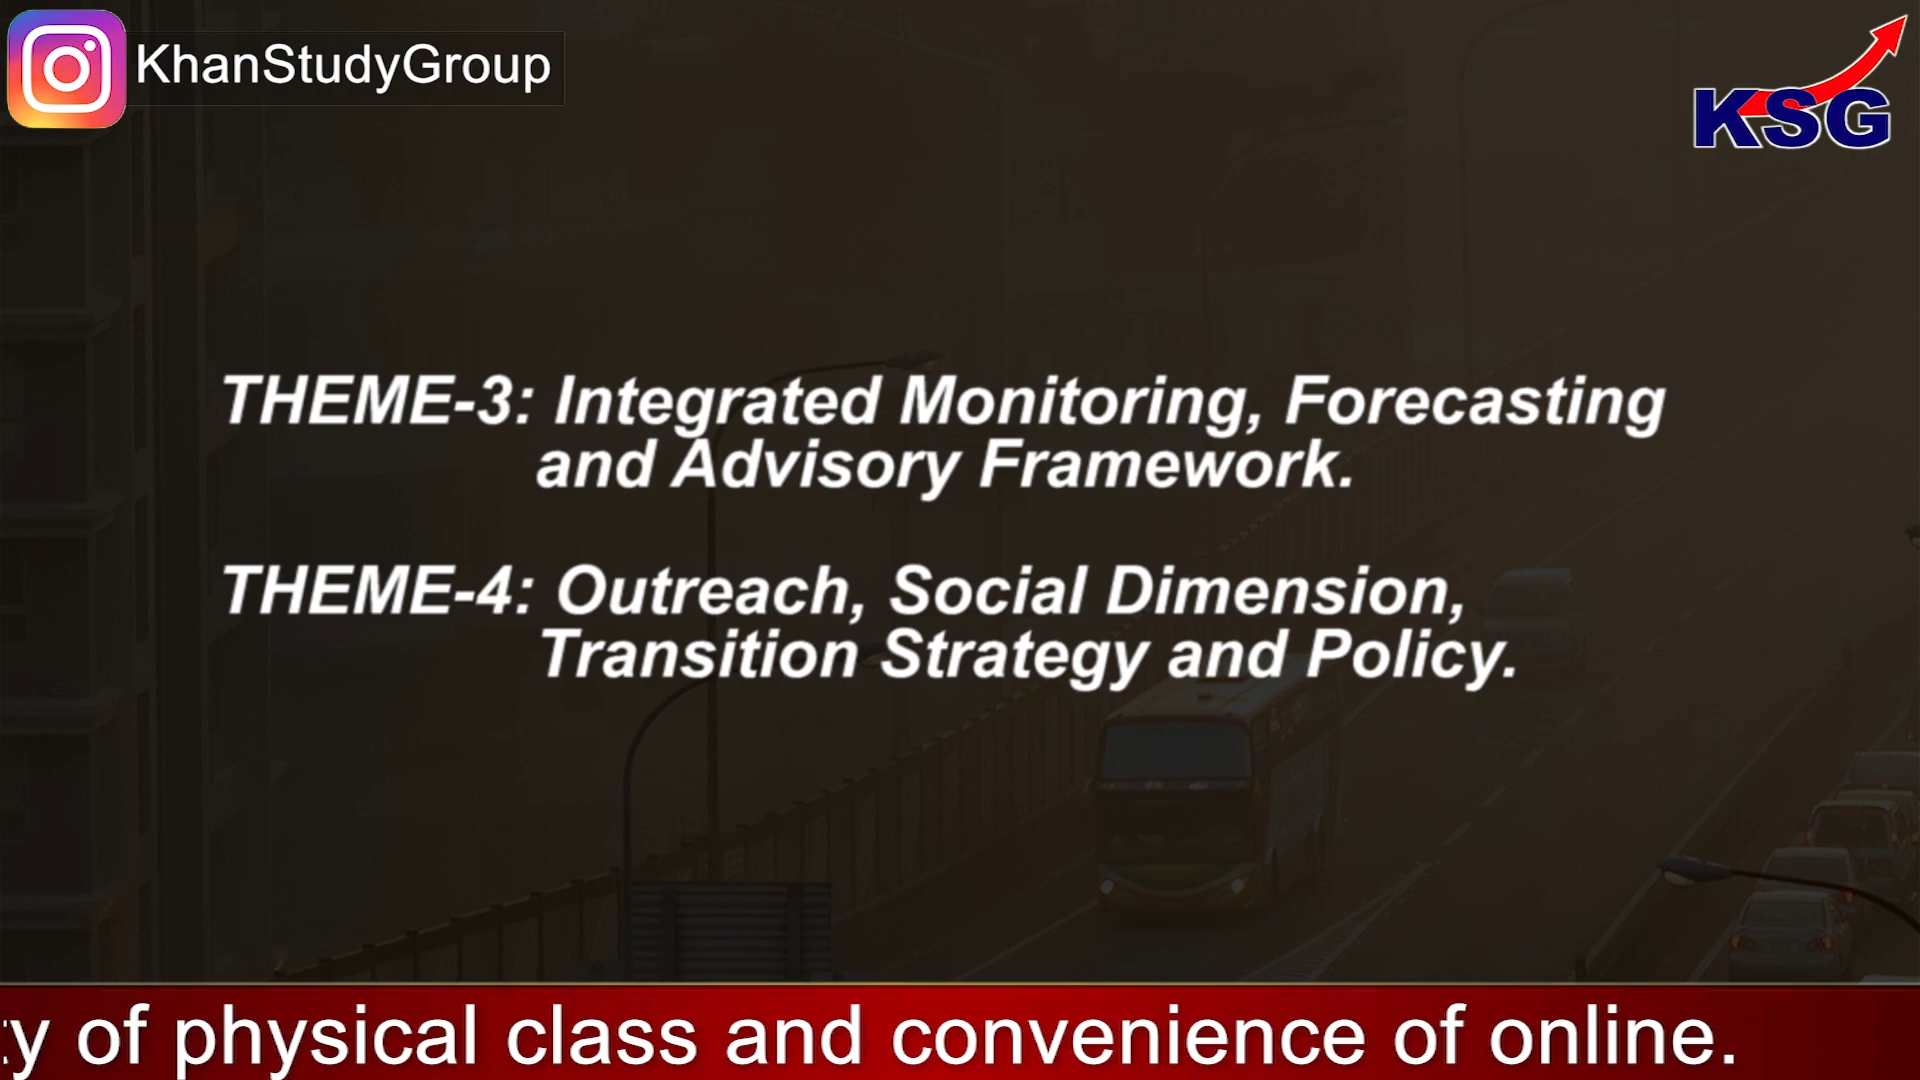 KhanStudyGroup
KSG
THEME-3: Integrated Monitoring, Forecasting
and Advisory Framework.
THEME-4: Outreach, Social Dimension,
Transition Strategy and Policy.
of physical class and convenience of online.